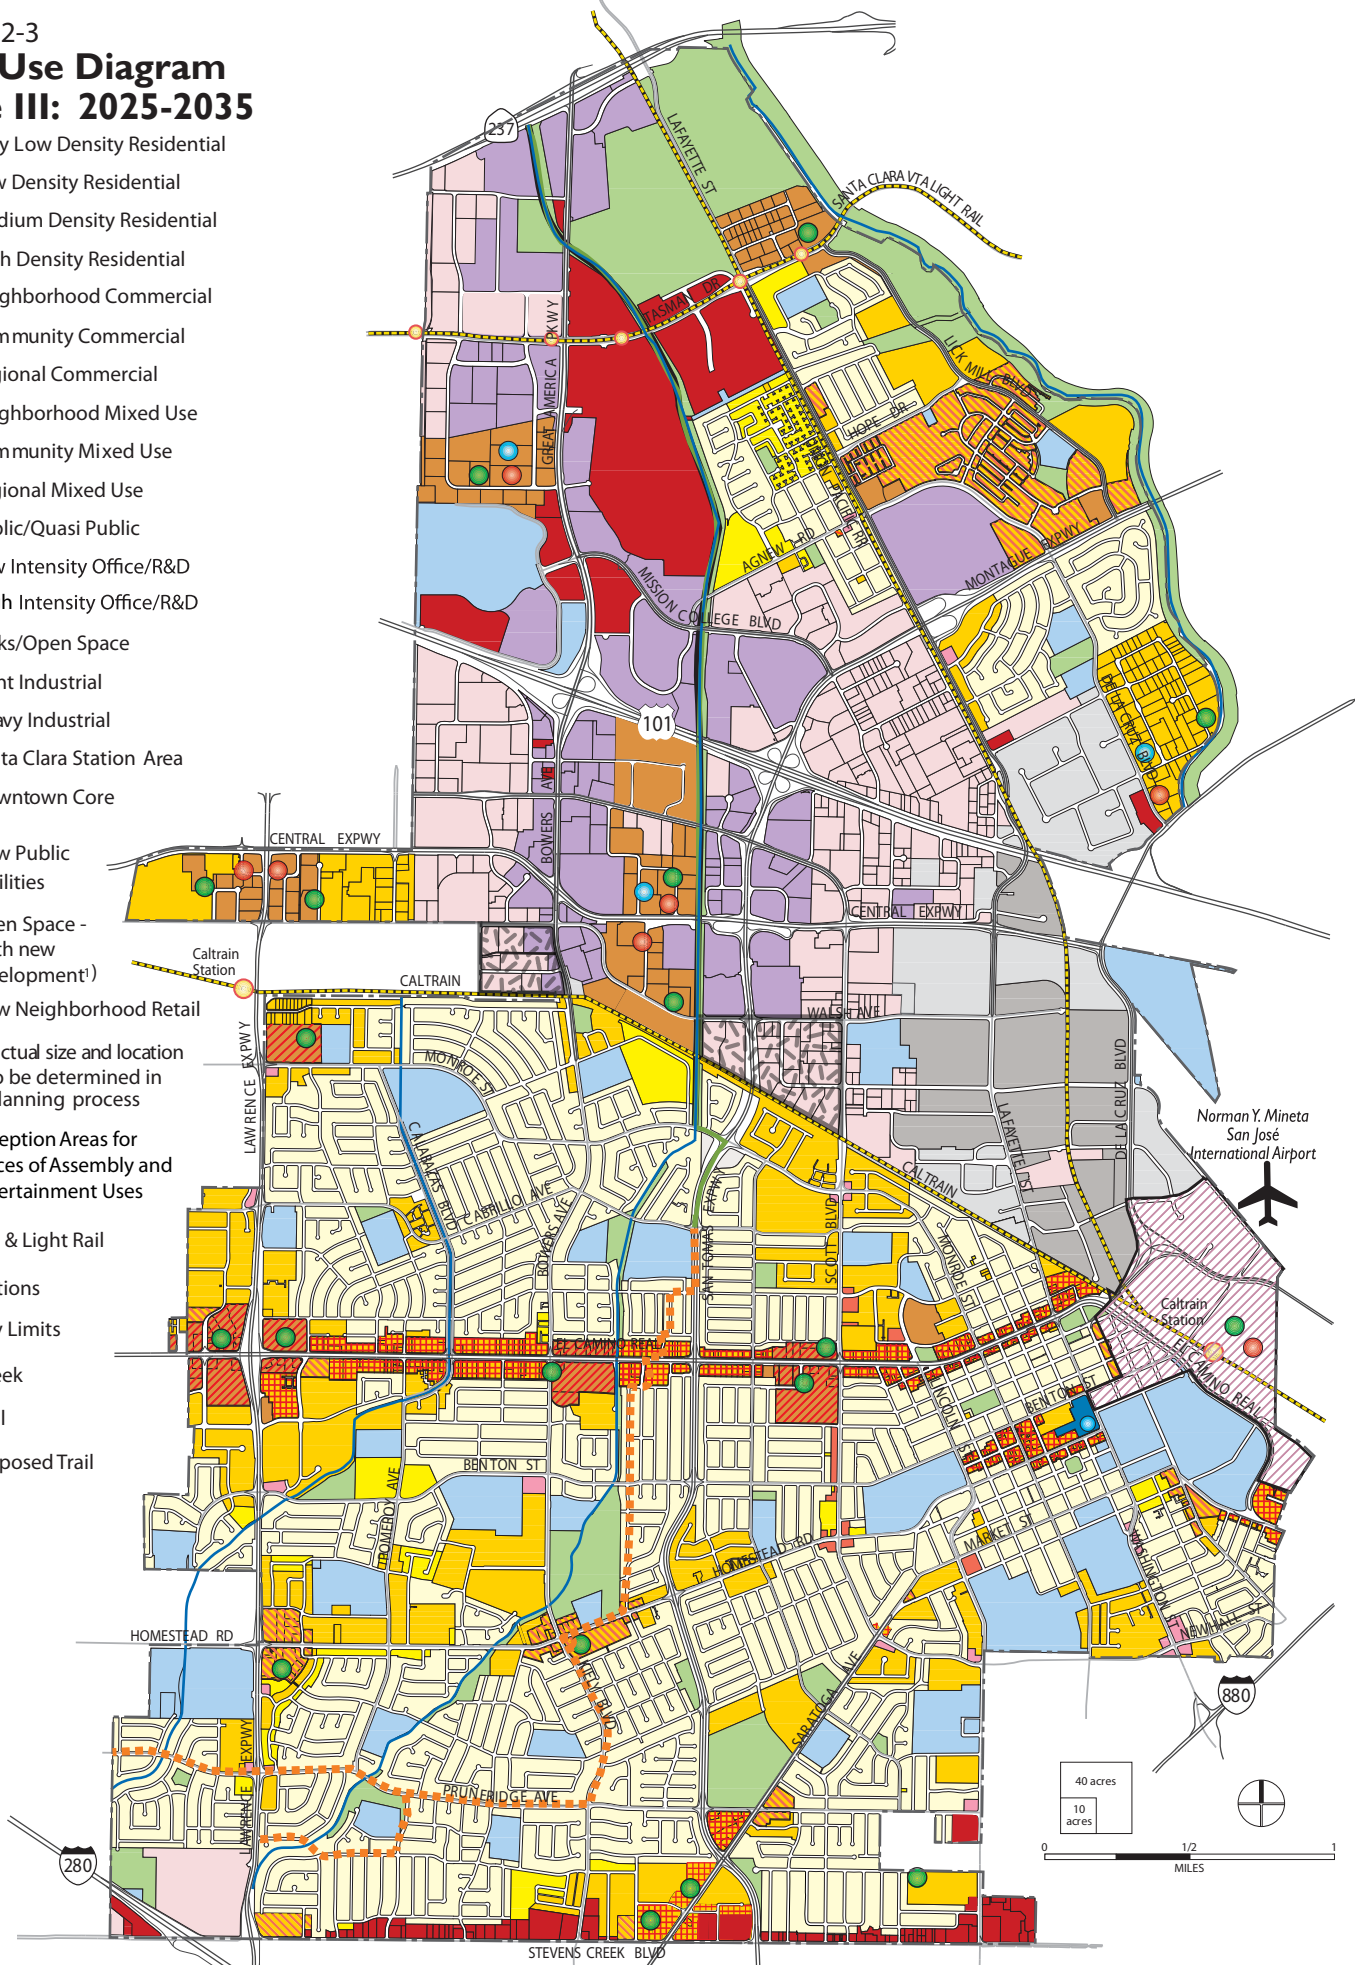 2-3
Use Diagram
e III: 2025-2035
y Low Density Residential
w Density Residential
dium Density Residential
h Density Residential
ighborhood Commercial
mmunity Commercial
gional Commercial
ighborhood Mixed Use
mmunity Mixed Use
gional Mixed Use
blic/Quasi Public
w Intensity Office/R&D
h Intensity Office/R&D
ks/Open Space
ht Industrial
avy Industrial
ta Clara Station Area
wntown Core
w Public
ilities
en Space -
th new
elopment¹)
w Neighborhood Retail
ctual size and location
o be determined in
lanning process
eption Areas for
ces of Assembly and
ertainment Uses
& Light Rail
tions
y Limits
eek
il
posed Trail
237
LAFAYETTE ST
SANTA CLARA VTA LIGHT RAIL
TASMAN DR
GREAT AMERICA PKWY
LICK MILL BLVD
HOPE DR
UNION PACIFIC RR
AGNEW RD
MONTAGUE EXPWY
MISSION COLLEGE BLVD
101
DE LA CRUZ BLVD
BOWERS AVE
CENTRAL EXPWY
CENTRAL EXPWY
Caltrain
Station
CALTRAIN
WALSH AVE
LAWRENCE EXPWY
MONROE ST
CALABAZAS BLVD
CABRILLO AVE
BOWERS AVE
SAN TOMAS EXPWY
SCOTT BLVD
MONROE ST
CALTRAIN
LAFAYETTE ST
DE LA CRUZ BLVD
Norman Y. Mineta
San José
International Airport
Caltrain
Station
EL CAMINO REAL
EL CAMINO REAL
BENTON ST
LINCOLN ST
BENTON ST
POMEROY AVE
HOMESTEAD RD
MARKET ST
WASHINGTON ST
NEWHALL ST
HOMESTEAD RD
KIELY BLVD
SARATOGA AVE
LAWRENCE EXPWY
PRUNERIDGE AVE
880
280
40 acres
10
acres
0 1/2 1
MILES
STEVENS CREEK BLVD